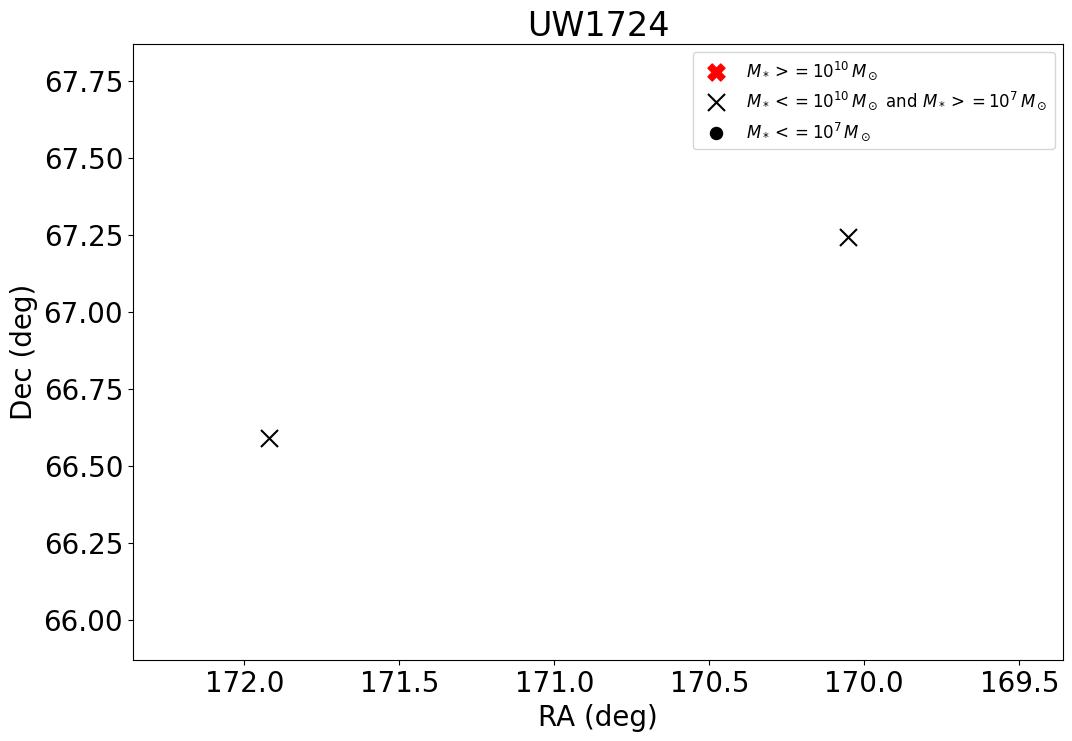 UW1724
M* >= 10^10 M⊙
M* <= 10^10 M⊙ and M* >= 10^7 M⊙
M* <= 10^7 M⊙
67.75
67.50
67.25
67.00
66.75
66.50
66.25
66.00
Dec (deg)
172.0 171.5 171.0 170.5 170.0 169.5
RA (deg)